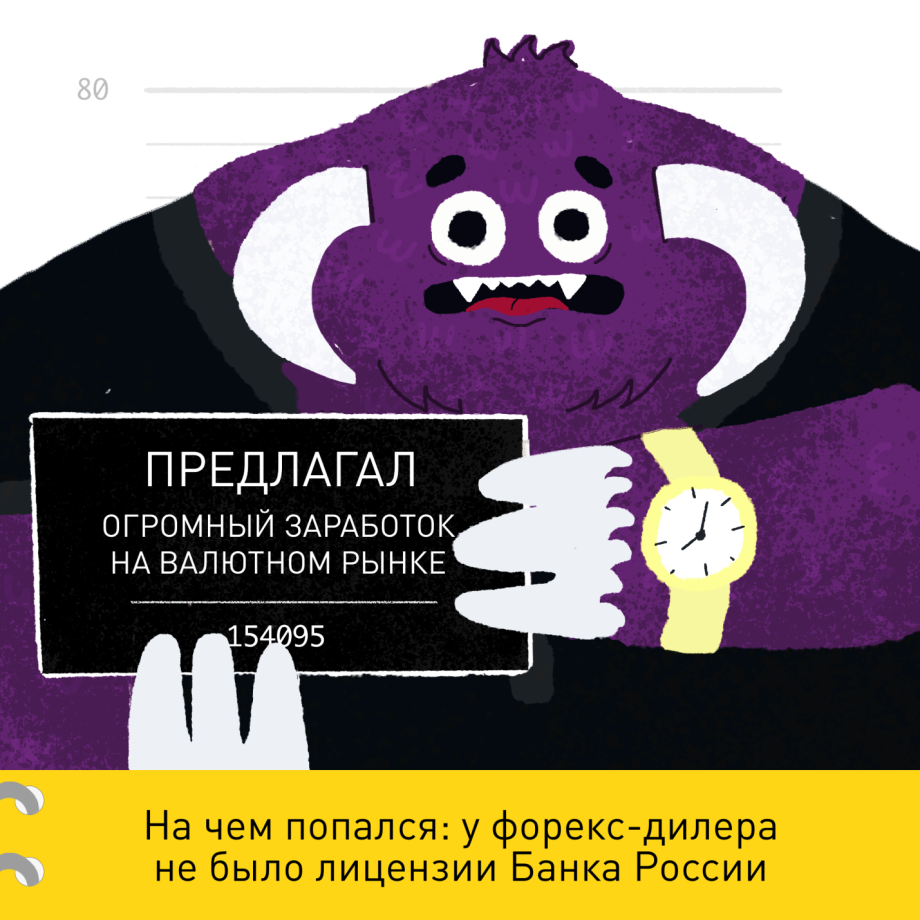 80
ПРЕДЛАГАЛ
ОГРОМНЫЙ ЗАРАБОТОК
НА ВАЛЮТНОМ РЫНКЕ
154095
На чем попался: у форекс-дилера
не было лицензии Банка России